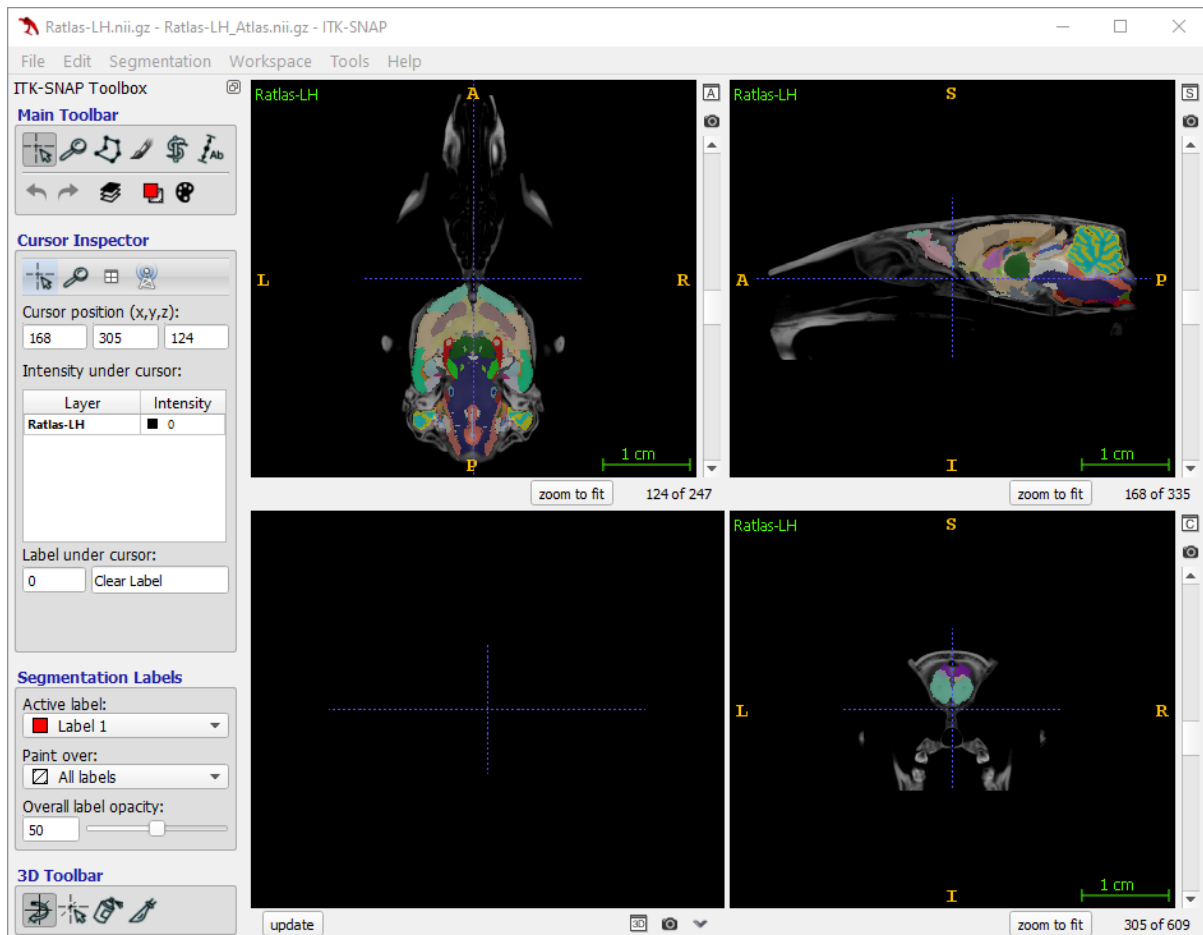 Ratlas-LH.nii.gz - Ratlas-LH_Atlas.nii.gz - ITK-SNAP
File Edit Segmentation Workspace Tools Help
ITK-SNAP Toolbox
Main Toolbar
Ab
Cursor Inspector
Cursor position (x,y,z):
168 305 124
Intensity under cursor:
Layer Intensity
Ratlas-LH 0
Label under cursor:
0 Clear Label
Segmentation Labels
Active label:
Label 1
Paint over:
All labels
Overall label opacity:
50
3D Toolbar
Ratlas-LH
A
L
R
P
1 cm
A
zoom to fit 124 of 247
Ratlas-LH
S
A
P
I
1 cm
S
zoom to fit 168 of 335
update
3D
Ratlas-LH
S
L
R
I
1 cm
C
zoom to fit 305 of 609